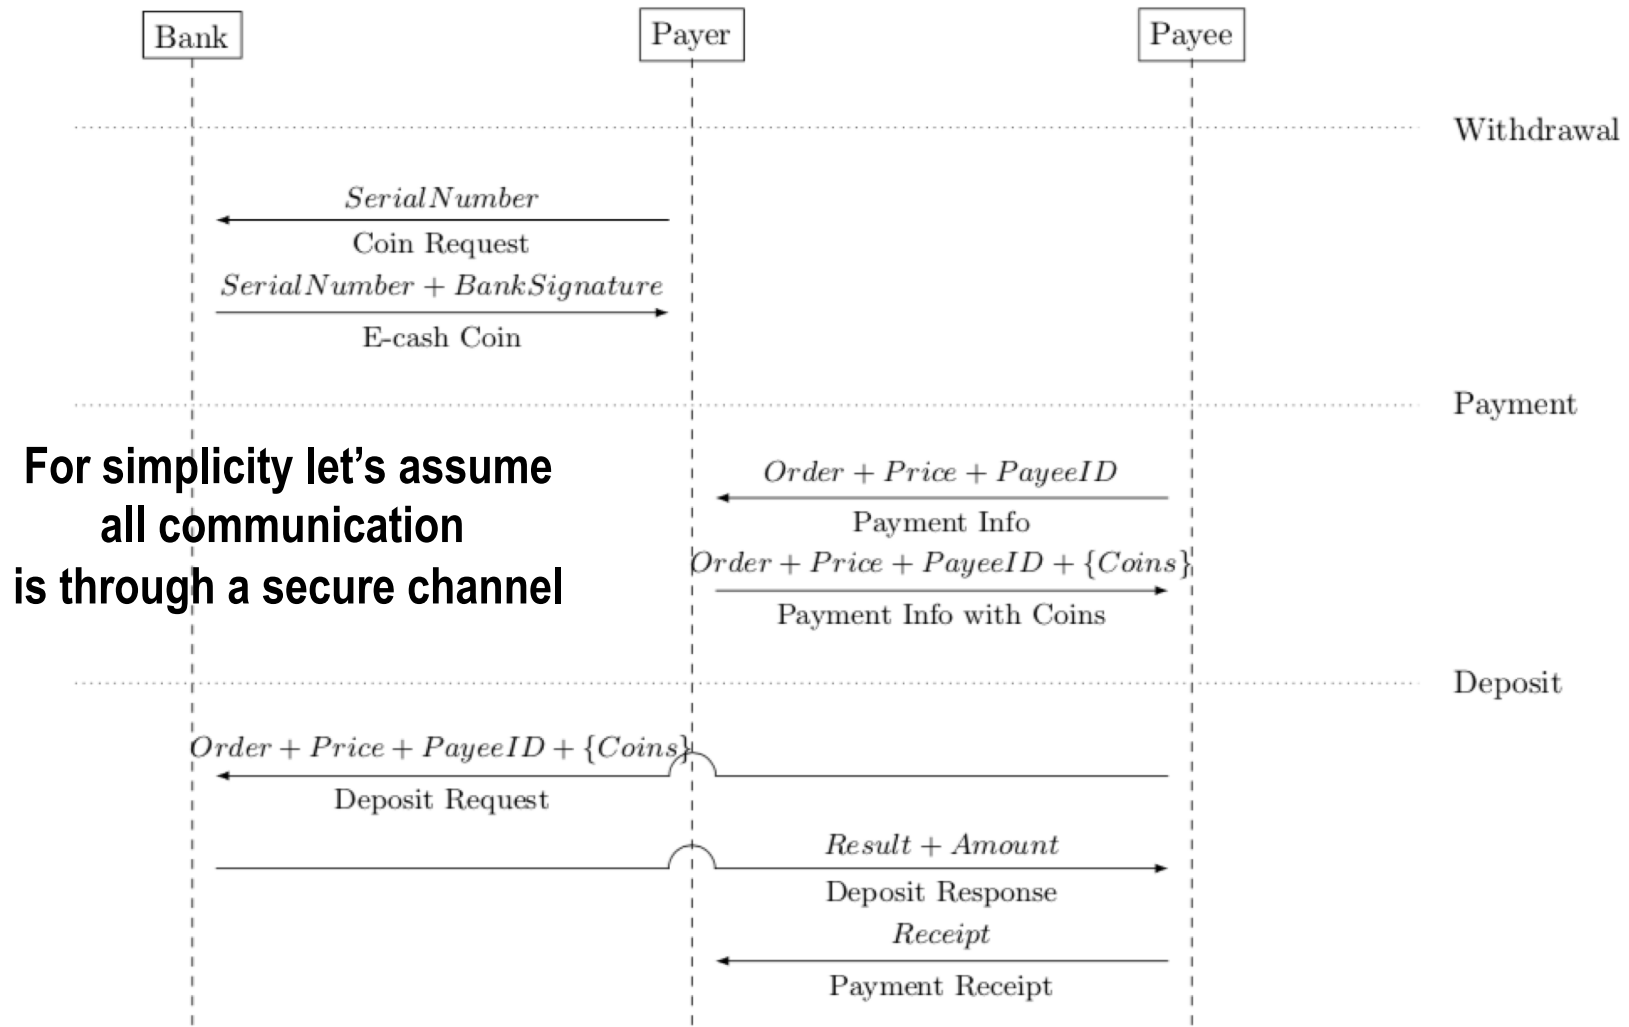 Bank
Payer
Payee
Withdrawal
SerialNumber
Coin Request
SerialNumber + BankSignature
E-cash Coin
Payment
For simplicity let's assume
all communication
is through a secure channel
Order + Price + PayeeID
Payment Info
Order + Price + PayeeID + {Coins}
Payment Info with Coins
Deposit
Order + Price + PayeeID + {Coins}
Deposit Request
Result + Amount
Deposit Response
Receipt
Payment Receipt